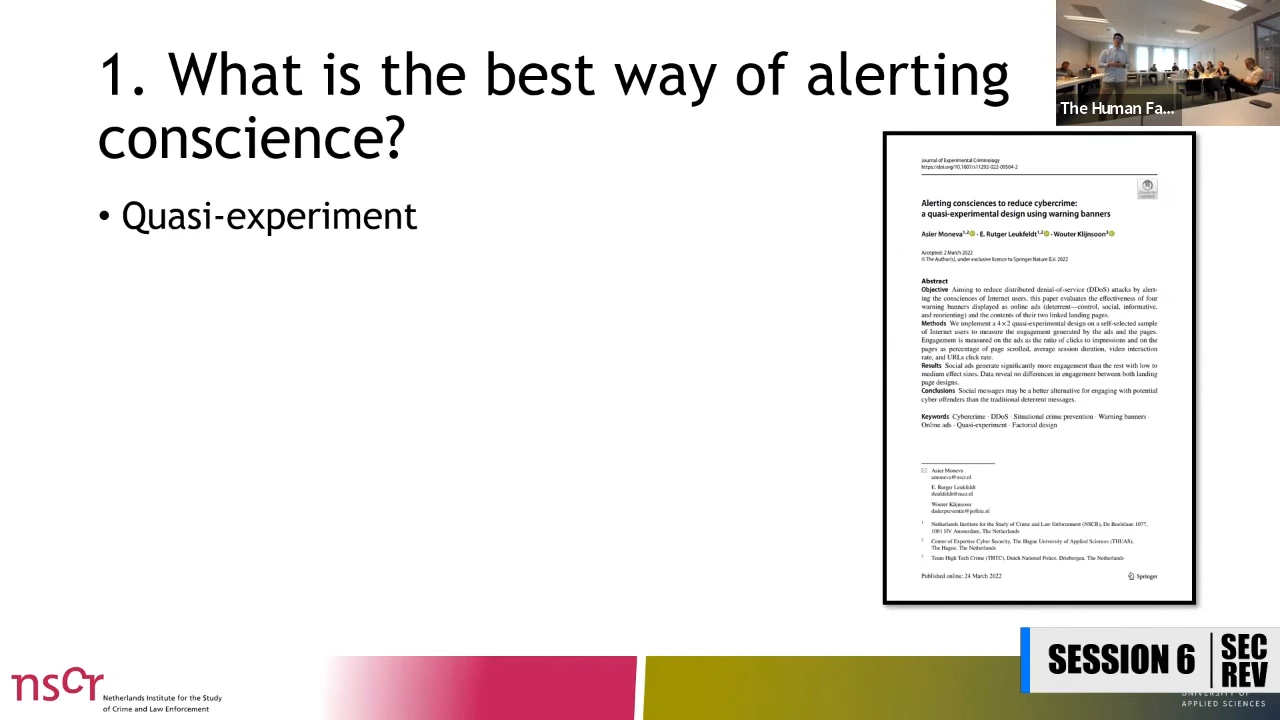 1. What is the best way of alerting
conscience?
• Quasi-experiment
The Human Fa...
Journal of Experimental Criminology
https://doi.org/10.1007/s11292-022-09504-2
Check for
updates
Alerting consciences to reduce cybercrime:
a quasi-experimental design using warning banners
Asier Moneva1,2 · E. Rutger Leukfeldt1,2 · Wouter Klijnsoon3
Accepted: 2 March 2022
© The Author(s), under exclusive licence to Springer Nature B.V. 2022
Abstract
Objective Aiming to reduce distributed denial-of-service (DDoS) attacks by alert-
ing the consciences of Internet users, this paper evaluates the effectiveness of four
warning banners displayed as online ads (deterrent—control, social, informative,
and reorienting) and the contents of their two linked landing pages.
Methods We implement a 4×2 quasi-experimental design on a self-selected sample
of Internet users to measure the engagement generated by the ads and the pages.
Engagement is measured on the ads as the ratio of clicks to impressions and on the
pages as percentage of page scrolled, average session duration, video interaction
rate, and URLs click rate.
Results Social ads generate significantly more engagement than the rest with low to
medium effect sizes. Data reveal no differences in engagement between both landing
page designs.
Conclusions Social messages may be a better alternative for engaging with potential
cyber offenders than the traditional deterrent messages.
Keywords Cybercrime · DDoS · Situational crime prevention · Warning banners ·
Online ads · Quasi-experiment · Factorial design
Asier Moneva
amoneva@nscr.nl
E. Rutger Leukfeldt
rleukfeldt@nscr.nl
Wouter Klijnsoon
daderpreventie@politie.nl
1 Netherlands Institute for the Study of Crime and Law Enforcement (NSCR), De Boelelaan 1077,
1081 HV Amsterdam, The Netherlands
2 Center of Expertise Cyber Security, The Hague University of Applied Sciences (THUAS),
The Hague, The Netherlands
3 Team High Tech Crime (THTC), Dutch National Police, Driebergen, The Netherlands
Published online: 24 March 2022
Springer
SESSION 6
SEC
REV
nscr
Netherlands Institute for the Study
of Crime and Law Enforcement
UNIVERSITY OF
APPLIED SCIENCES